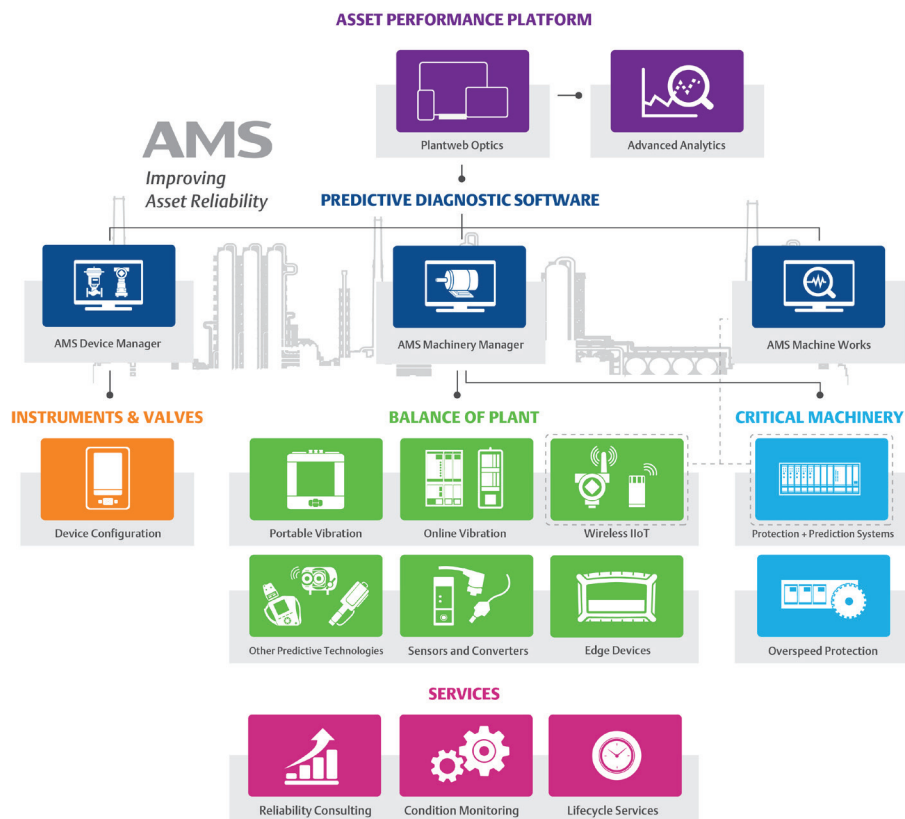 ASSET PERFORMANCE PLATFORM
Plantweb Optics
Advanced Analytics
AMS
Improving
Asset Reliability
PREDICTIVE DIAGNOSTIC SOFTWARE
AMS Device Manager
AMS Machinery Manager
AMS Machine Works
INSTRUMENTS & VALVES
BALANCE OF PLANT
CRITICAL MACHINERY
Device Configuration
Portable Vibration
Online Vibration
Wireless IIoT
Protection + Prediction Systems
Other Predictive Technologies
Sensors and Converters
Edge Devices
Overspeed Protection
SERVICES
Reliability Consulting
Condition Monitoring
Lifecycle Services